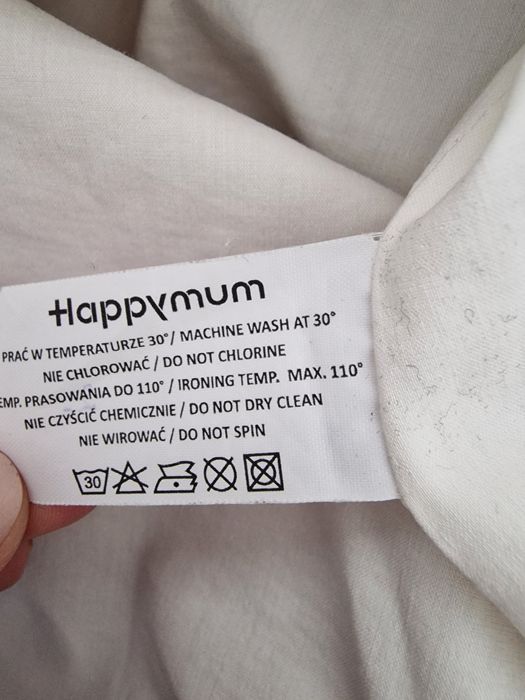 Happymum
PRAĆ W TEMPERATURZE 30°/ MACHINE WASH AT 30°
NIE CHLOROWAĆ / DO NOT CHLORINE
PRASOWANIA DO 110° / IRONING TEMP. MAX. 110°
NIE CZYŚCIĆ CHEMICZNIE / DO NOT DRY CLEAN
NIE WIROWAĆ / DO NOT SPIN
30